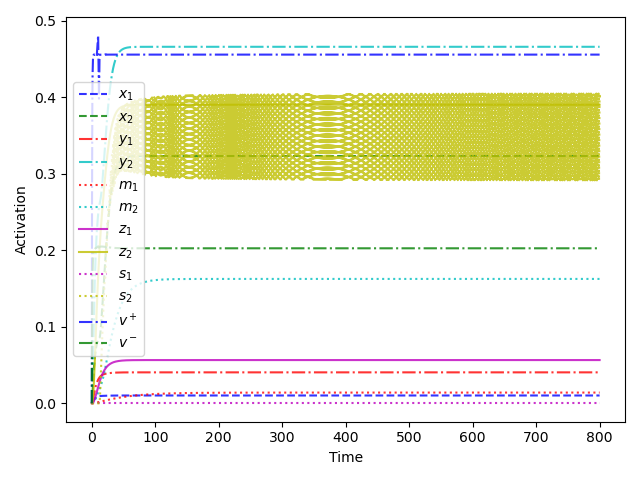 0.5
0.4
0.3
0.2
0.1
0.0
Activation
x₁
x₂
y₁
y₂
m₁
m₂
z₁
z₂
s₁
s₂
v⁺
v⁻
0 100 200 300 400 500 600 700 800
Time